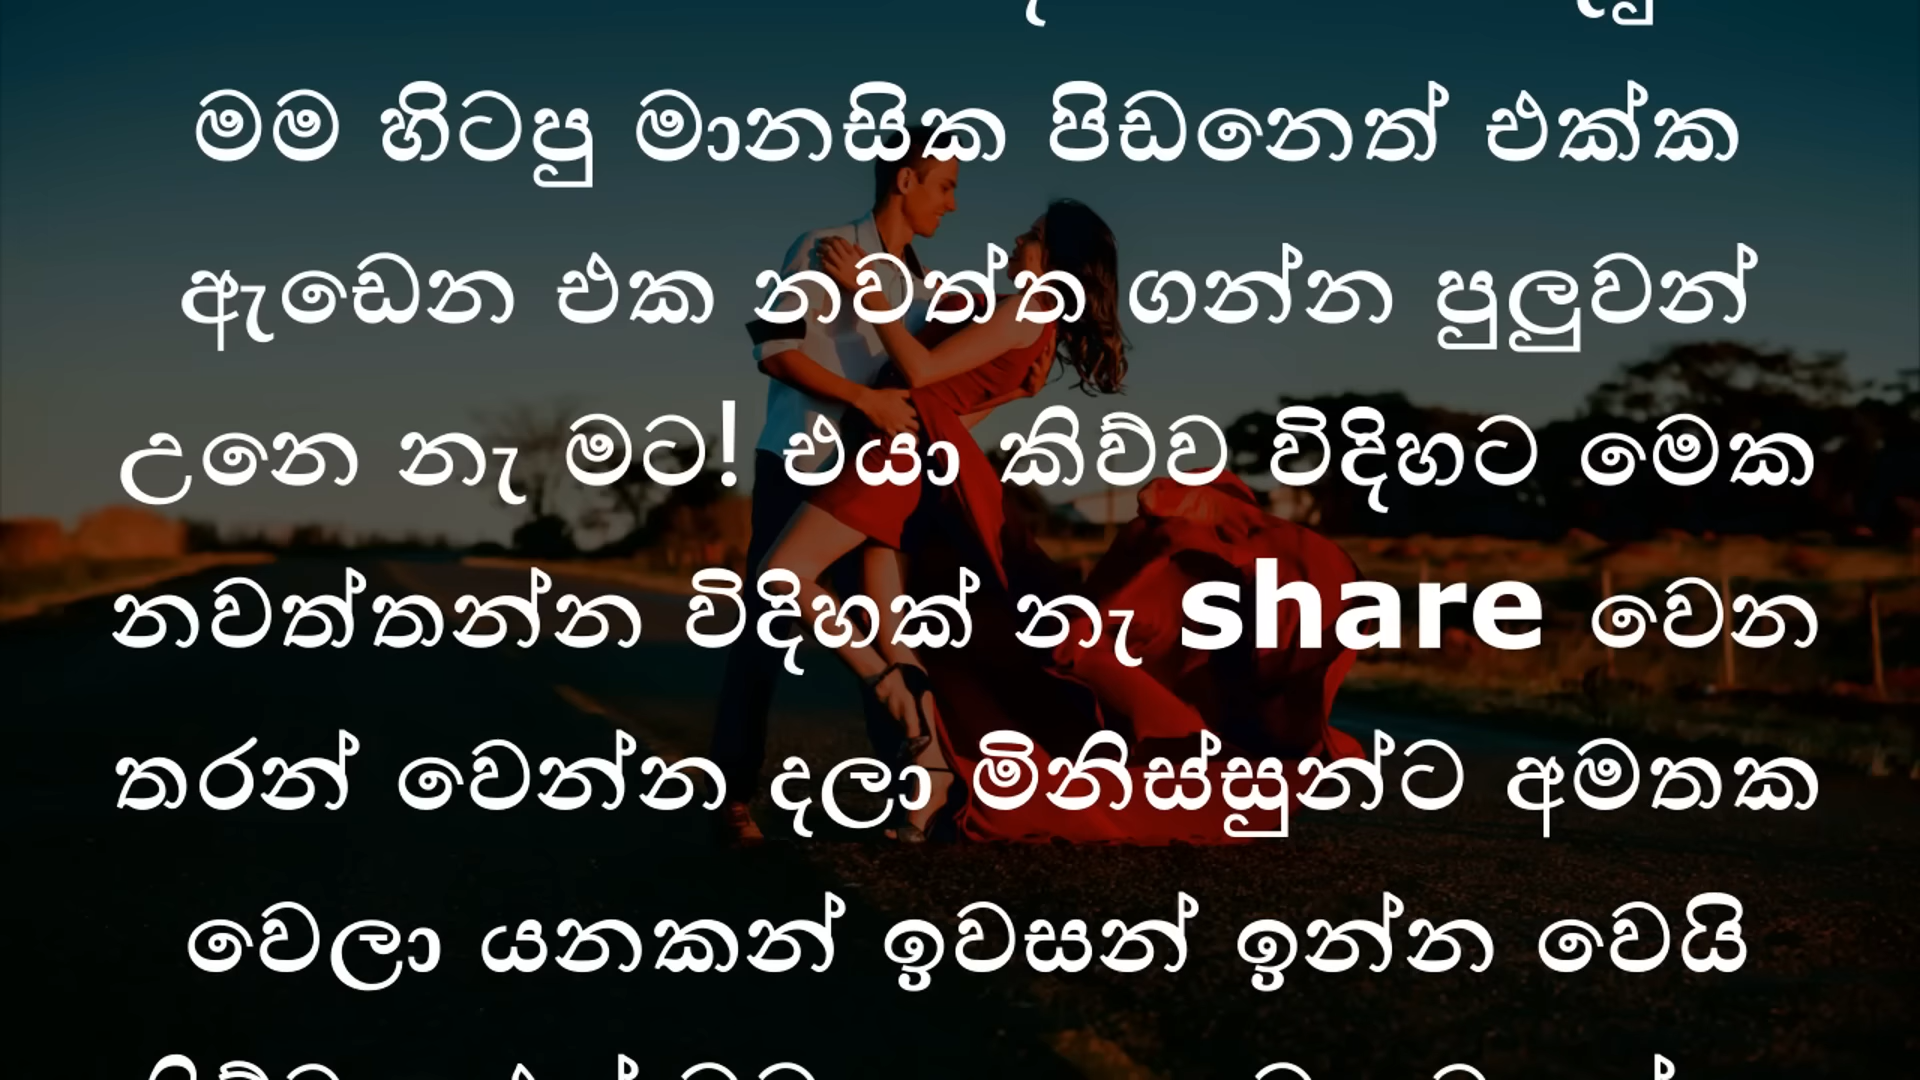 මම හිටපු මානසික පිඩනෙත් එක්ක
ඇඩෙන එක නවත්ත ගන්න පුලුවන්
උනෙ නැ මට! එයා කිව්ව විදිහට මෙක
නවත්තන්න විදිහක් නැ share වෙන
තරන් වෙන්න දලා මිනිස්සුන්ට අමතක
වෙලා යනකන් ඉවසන් ඉන්න වෙයි